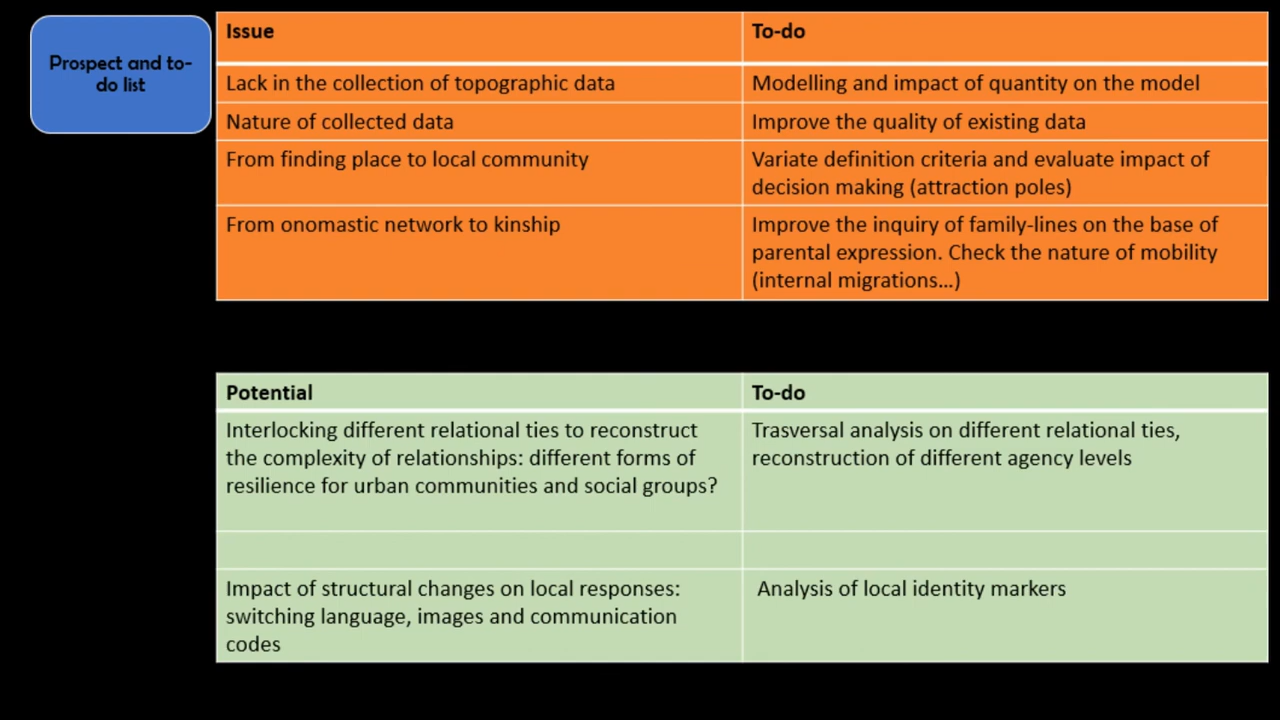 Prospect and to-
do list
Issue
To-do
Lack in the collection of topographic data
Modelling and impact of quantity on the model
Nature of collected data
Improve the quality of existing data
From finding place to local community
Variate definition criteria and evaluate impact of
decision making (attraction poles)
From onomastic network to kinship
Improve the inquiry of family-lines on the base of
parental expression. Check the nature of mobility
(internal migrations…)
Potential
To-do
Interlocking different relational ties to reconstruct
the complexity of relationships: different forms of
resilience for urban communities and social groups?
Trasversal analysis on different relational ties,
reconstruction of different agency levels
Impact of structural changes on local responses:
switching language, images and communication
codes
Analysis of local identity markers